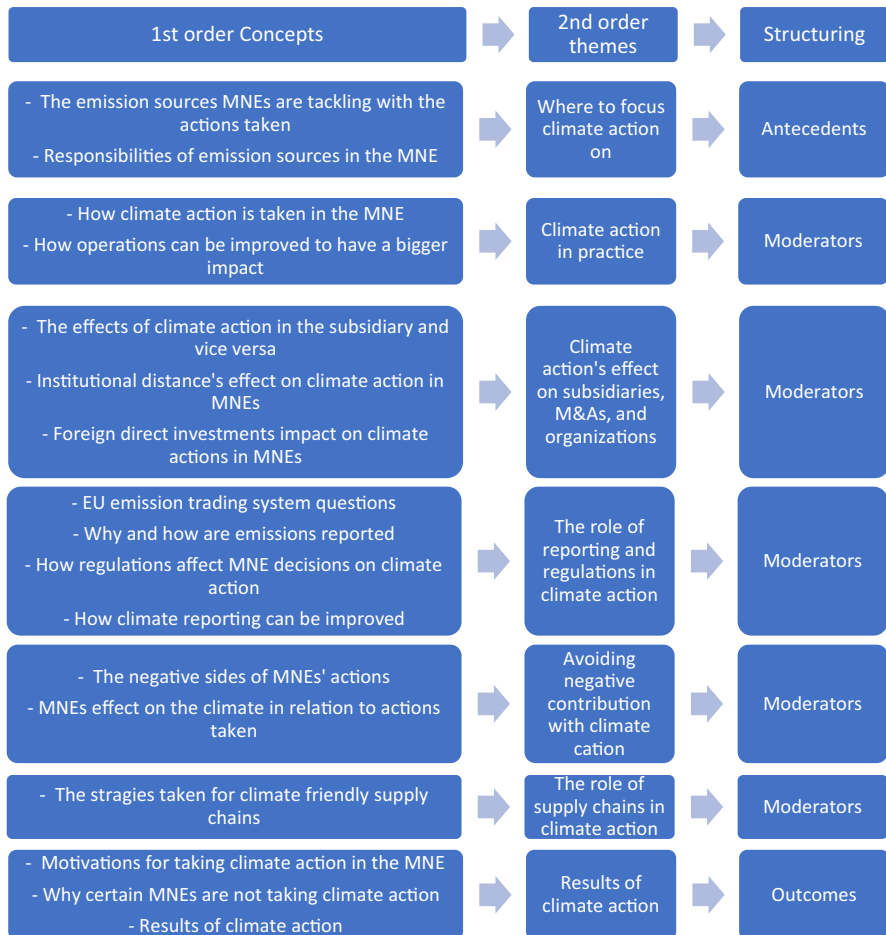 1st order Concepts
2nd order
themes
Structuring
- The emission sources MNEs are tackling with the
actions taken
- Responsibilities of emission sources in the MNE
Where to focus
climate action
on
Antecedents
- How climate action is taken in the MNE
- How operations can be improved to have a bigger
impact
Climate action
in practice
Moderators
- The effects of climate action in the subsidiary and
vice versa
- Institutional distance's effect on climate action in
MNEs
- Foreign direct investments impact on climate
actions in MNEs
Climate
action's effect
on subsidiaries,
M&As, and
organizations
Moderators
- EU emission trading system questions
- Why and how are emissions reported
- How regulations affect MNE decisions on climate
action
- How climate reporting can be improved
The role of
reporting and
regulations in
climate action
Moderators
- The negative sides of MNEs' actions
- MNEs effect on the climate in relation to actions
taken
Avoiding
negative
contribution
with climate
cation
Moderators
- The stragies taken for climate friendly supply
chains
The role of
supply chains in
climate action
Moderators
- Motivations for taking climate action in the MNE
- Why certain MNEs are not taking climate action
- Results of climate action
Results of
climate action
Outcomes